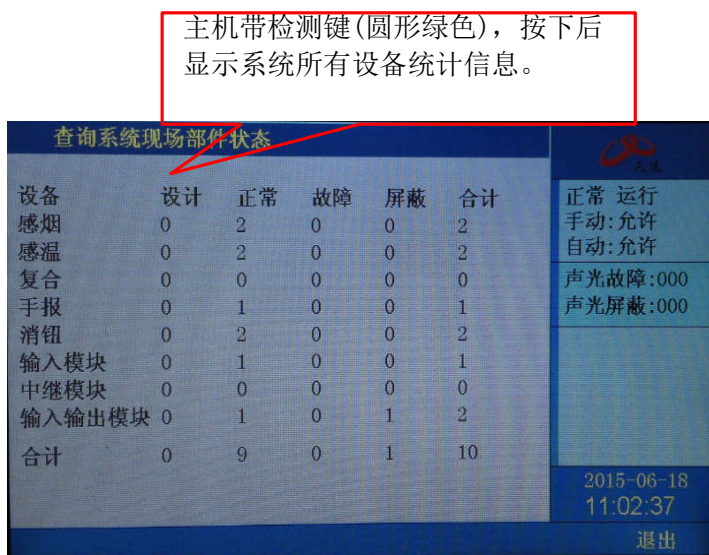 主机带检测键(圆形绿色)，按下后
显示系统所有设备统计信息。
查询系统现场部件状态
设备 设计 正常 故障 屏蔽 合计
感烟 0 2 0 0 2
感温 0 2 0 0 2
复合 0 0 0 0 0
手报 0 1 0 0 1
消钮 0 2 0 0 2
输入模块 0 1 0 0 1
中继模块 0 0 0 0 0
输入输出模块 0 1 0 1 2
合计 0 9 0 1 10
正常 运行
手动:允许
自动:允许
声光故障:000
声光屏蔽:000
2015-06-18
11:02:37
退出